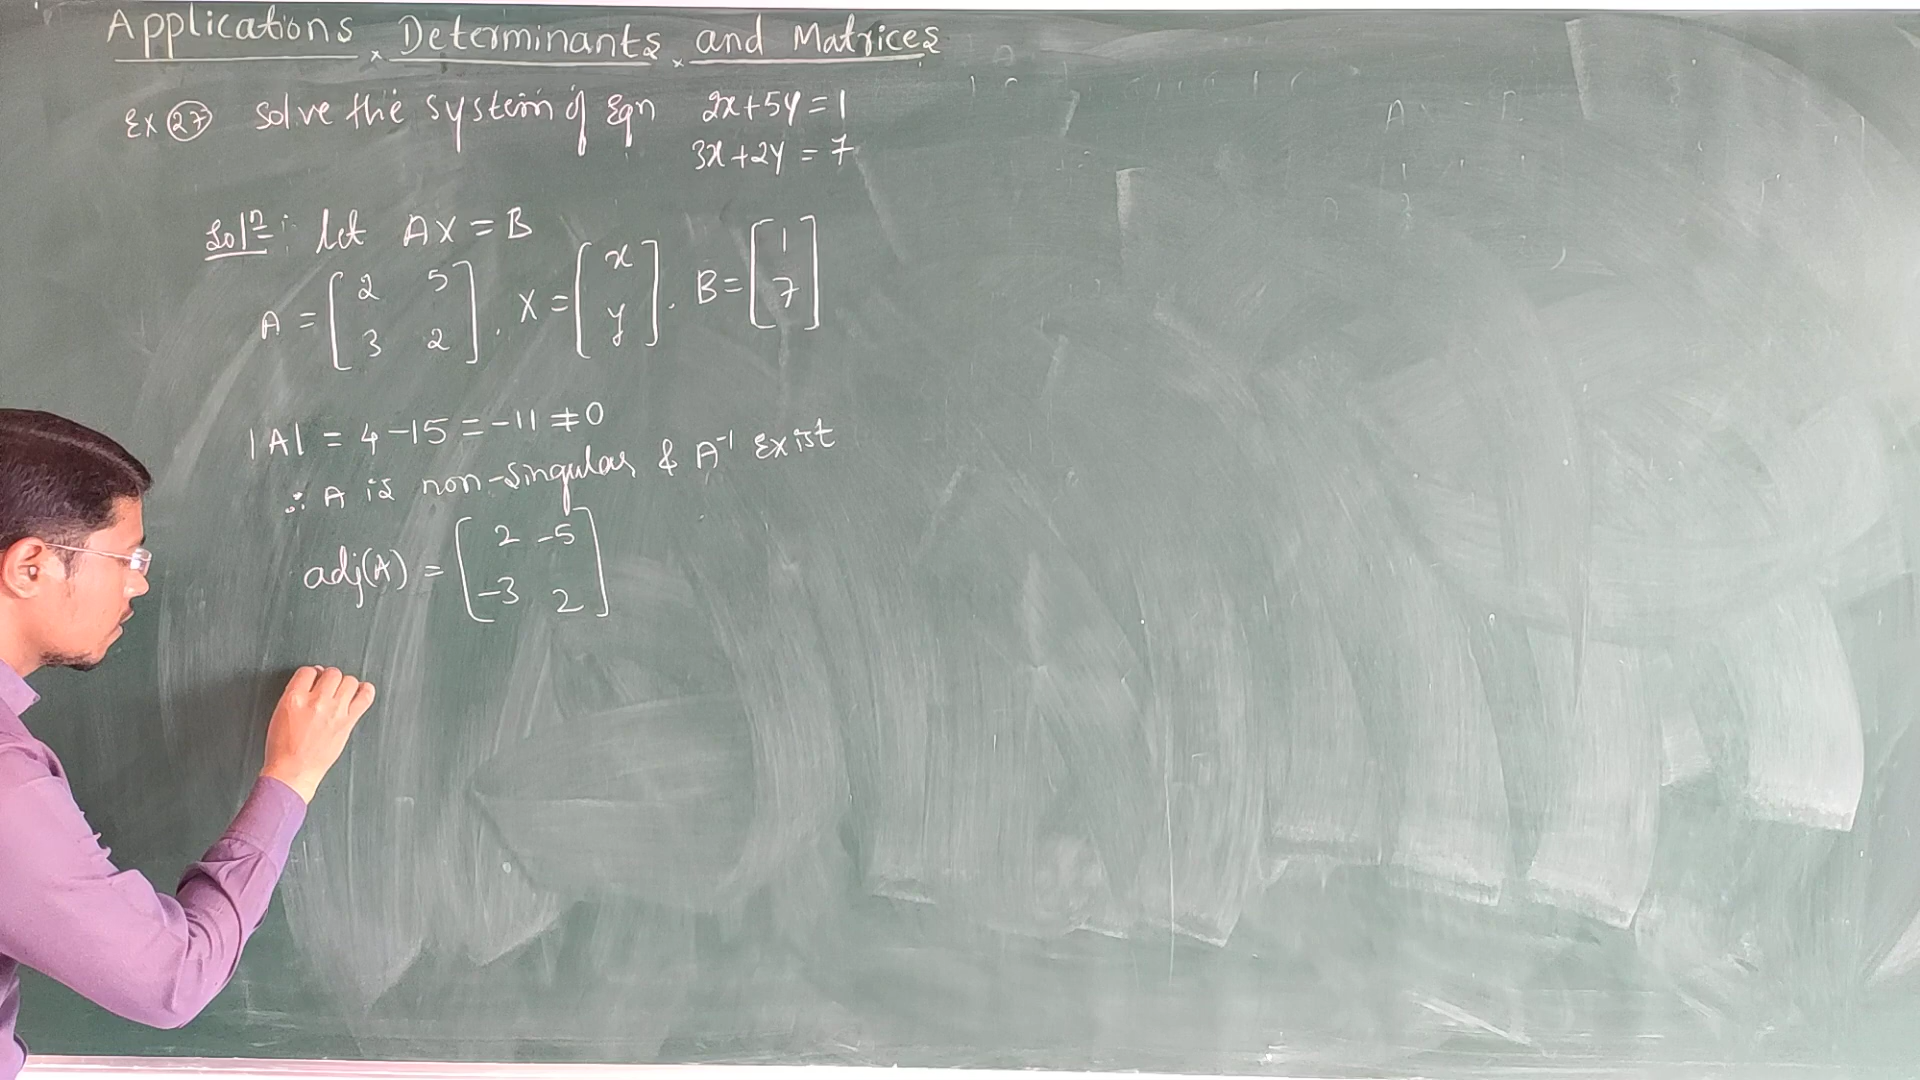 Applications Determinants and Matrices
Ex 27 solve the system of Eqn 2x+5y=1
3x+2y=7
Solⁿ: let AX=B
A = [2 5; 3 2], X = [x; y], B = [1; 7]
|A| = 4-15 = -11 ≠ 0
∴ A is non-singular & A⁻¹ Exist
adj(A) = [2 -5; -3 2]